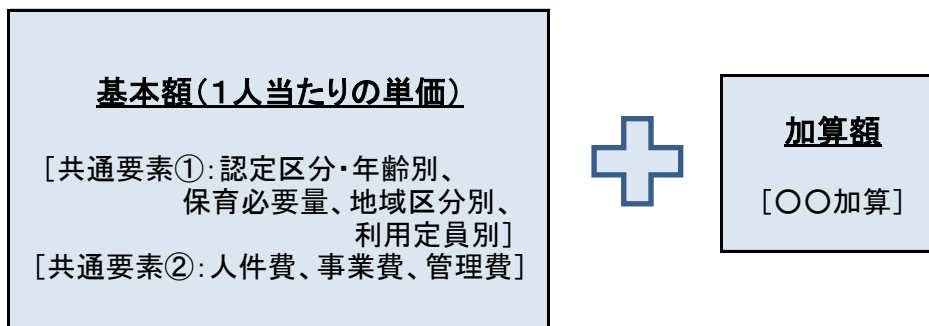 基本額(１人当たりの単価)
[共通要素①:認定区分・年齢別、
保育必要量、地域区分別、
利用定員別]
[共通要素②:人件費、事業費、管理費]
加算額
[〇〇加算]